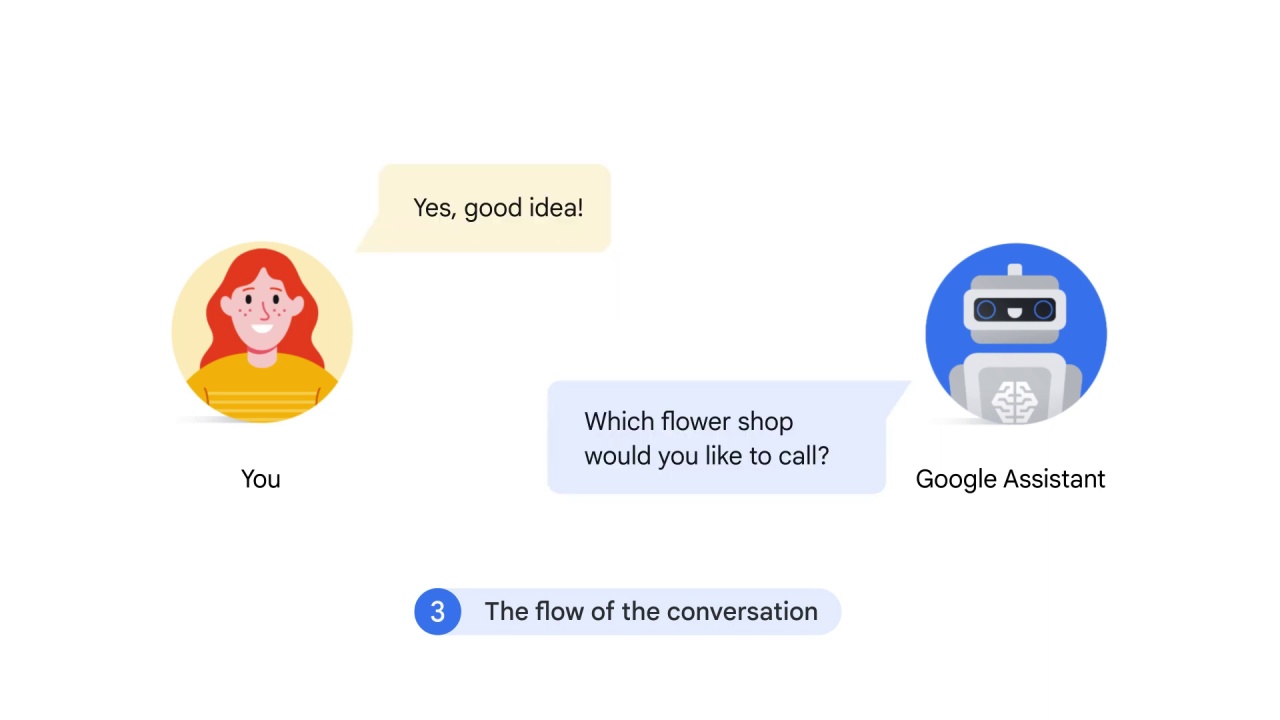 Yes, good idea!
Which flower shop
would you like to call?
You
Google Assistant
3 The flow of the conversation